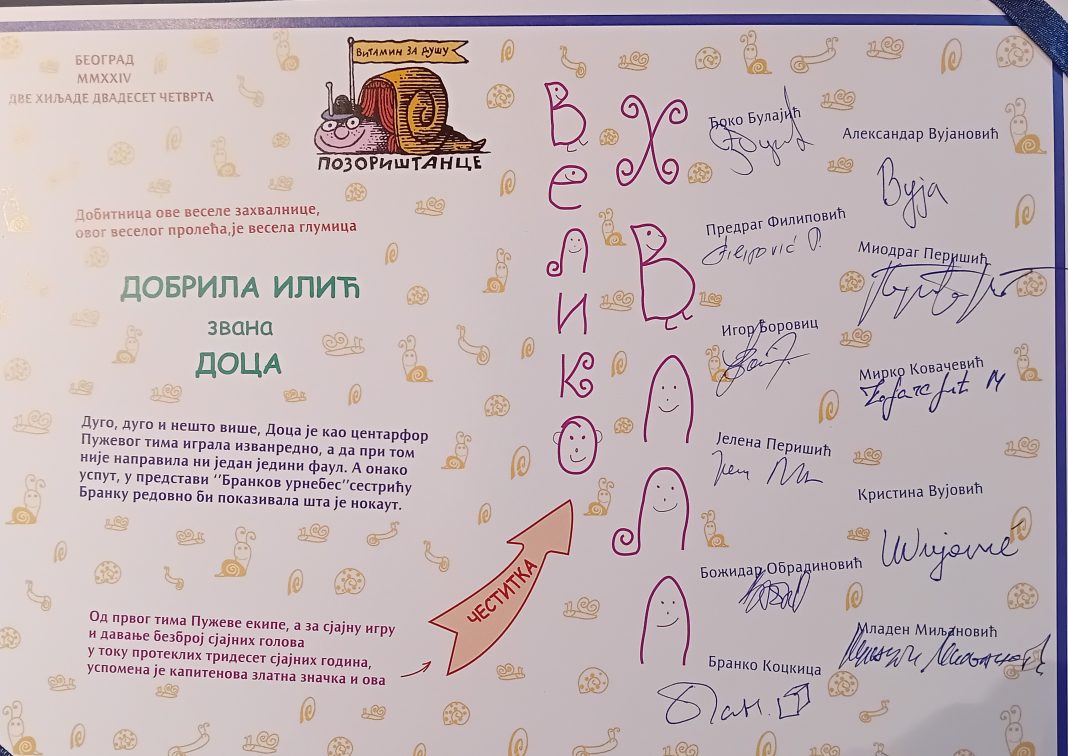 БЕОГРАД
MMXXIV
ДВЕ ХИЉАДЕ ДВАДЕСЕТ ЧЕТВРТА
ВИТАМИН ЗА ДУШУ
ПОЗОРИШТАНЦЕ
Добитница ове веселе захвалнице,
овог веселог пролећа,је весела глумица
ДОБРИЛА ИЛИЋ
звана
ДОЦА
Дуго, дуго и нешто више, Доца је као центарфор
Пужевог тима играла изванредно, а да при том
није направила ни један једини фаул. А онако
успут, у представи ‘’Бранков урнебес’’сестрићу
Бранку редовно би показивала шта је нокаут.
Од првог тима Пужеве екипе, а за сјајну игру
и давање безброј сјајних голова
у току протеклих тридесет сјајних година,
успомена је капитенова златна значка и ова
ЧЕСТИТКА
Велико
ХВАЛА
Ђоко Булајић
Александар Вујановић
Вуја
Предраг Филиповић
Filipović P.
Миодраг Перишић
Игор Боровиц
Мирко Ковачевић
Јелена Перишић
Кристина Вујовић
Божидар Обрадиновић
Младен Миљановић
Бранко Коцкица